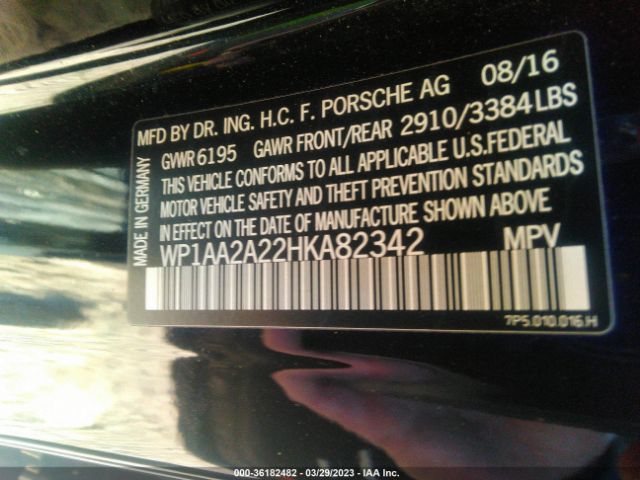 MFD BY DR. ING. H.C. F. PORSCHE AG 08/16
GVWR 6195 GAWR FRONT/REAR 2910/3384LBS
THIS VEHICLE CONFORMS TO ALL APPLICABLE U.S.FEDERAL
MOTOR VEHICLE SAFETY AND THEFT PREVENTION STANDARDS
IN EFFECT ON THE DATE OF MANUFACTURE SHOWN ABOVE
WP1AA2A22HKA82342 MPV
MADE IN GERMANY
7P5.010.016.H
000-36182482 - 03/29/2023 - IAA Inc.